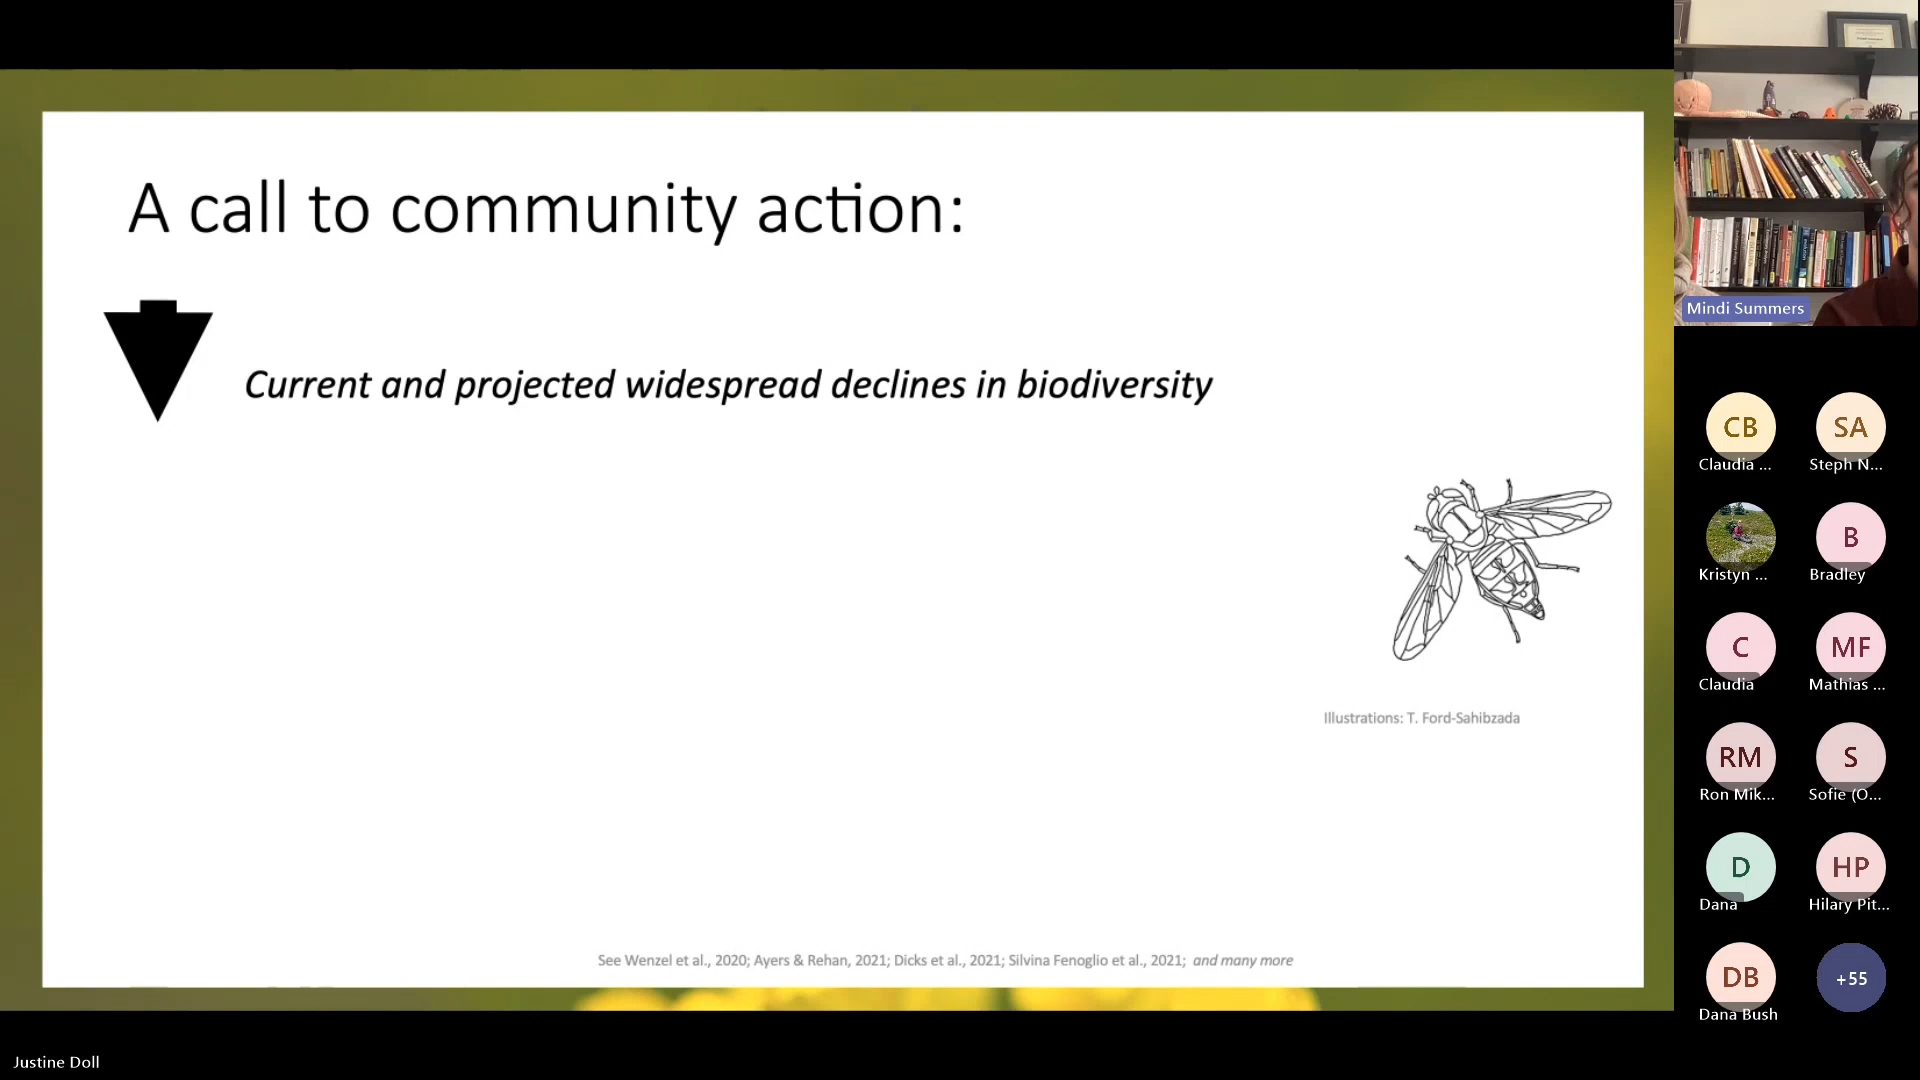 A call to community action:
Current and projected widespread declines in biodiversity
Illustrations: T. Ford-Sahibzada
See Wenzel et al., 2020; Ayers & Rehan, 2021; Dicks et al., 2021; Silvina Fenoglio et al., 2021; and many more
Justine Doll
Mindi Summers
CB
Claudia ...
SA
Steph N...
Kristyn ...
B
Bradley
C
Claudia
MF
Mathias ...
RM
Ron Mik...
S
Sofie (O...
D
Dana
HP
Hilary Pit...
DB
Dana Bush
+55